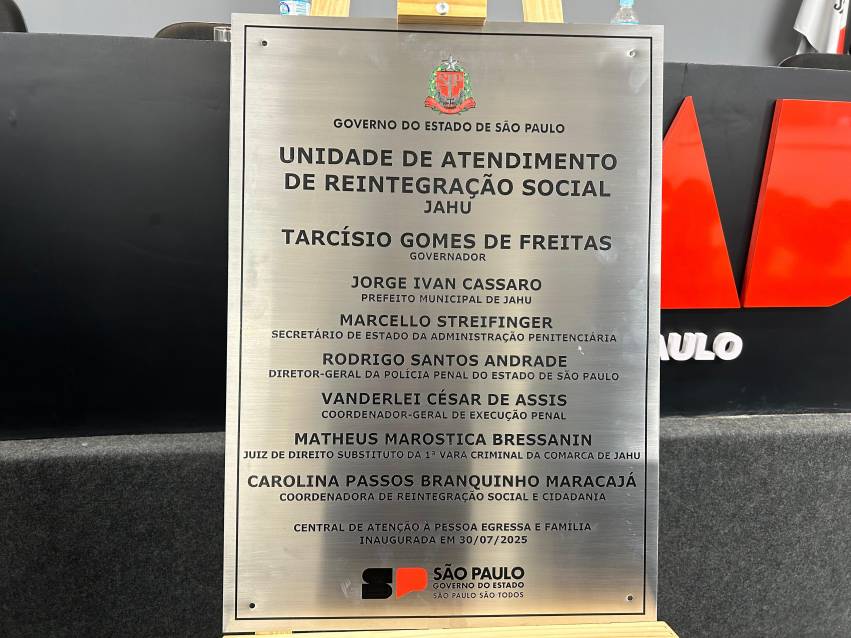 GOVERNO DO ESTADO DE SÃO PAULO
UNIDADE DE ATENDIMENTO
DE REINTEGRAÇÃO SOCIAL
JAHU
TARCÍSIO GOMES DE FREITAS
GOVERNADOR
JORGE IVAN CASSARO
PREFEITO MUNICIPAL DE JAHU
MARCELLO STREIFINGER
SECRETÁRIO DE ESTADO DA ADMINISTRAÇÃO PENITENCIÁRIA
RODRIGO SANTOS ANDRADE
DIRETOR-GERAL DA POLÍCIA PENAL DO ESTADO DE SÃO PAULO
VANDERLEI CÉSAR DE ASSIS
COORDENADOR-GERAL DE EXECUÇÃO PENAL
MATHEUS MAROSTICA BRESSANIN
JUIZ DE DIREITO SUBSTITUTO DA 1ª VARA CRIMINAL DA COMARCA DE JAHU
CAROLINA PASSOS BRANQUINHO MARACAJÁ
COORDENADORA DE REINTEGRAÇÃO SOCIAL E CIDADANIA
CENTRAL DE ATENÇÃO À PESSOA EGRESSA E FAMÍLIA
INAUGURADA EM 30/07/2025
SP SÃO PAULO
GOVERNO DO ESTADO
SÃO PAULO SÃO TODOS
AULO